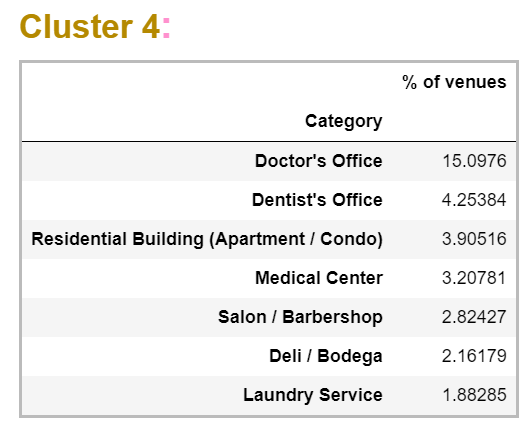 Cluster 4:
% of venues
Category
Doctor's Office 15.0976
Dentist's Office 4.25384
Residential Building (Apartment / Condo) 3.90516
Medical Center 3.20781
Salon / Barbershop 2.82427
Deli / Bodega 2.16179
Laundry Service 1.88285